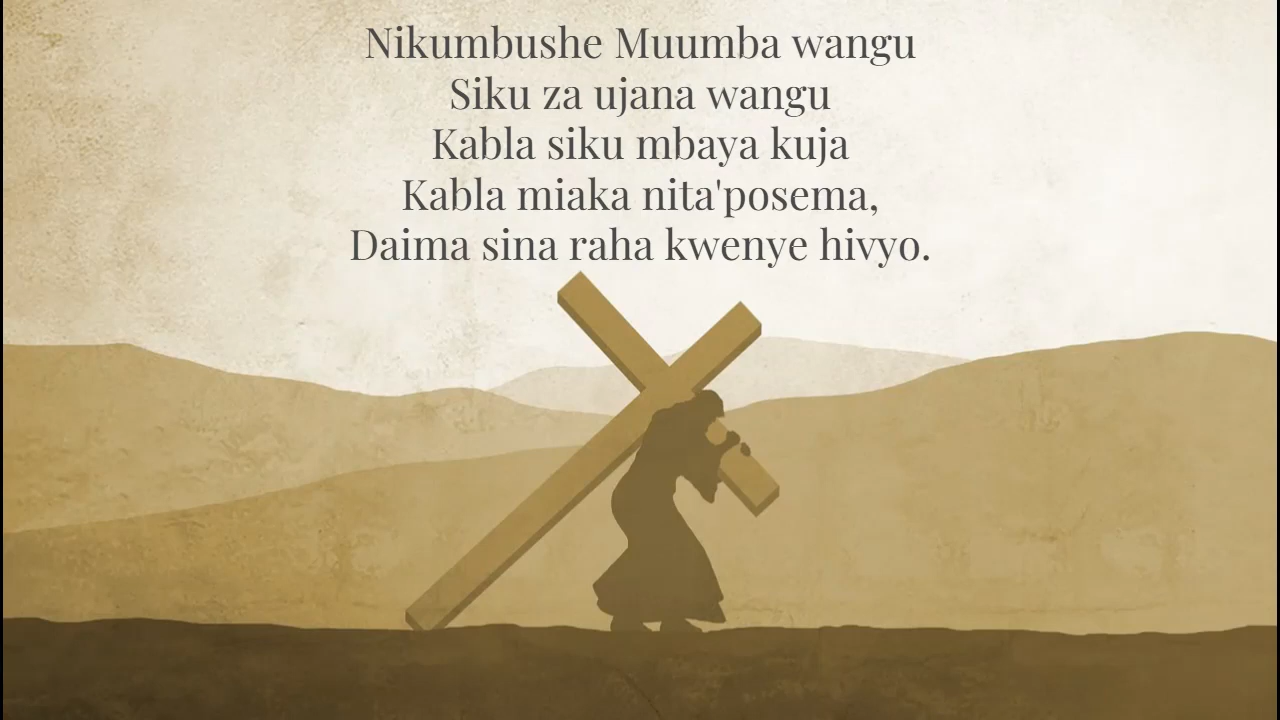 Nikumbushe Muumba wangu
Siku za ujana wangu
Kabla siku mbaya kuja
Kabla miaka nita'posema,
Daima sina raha kwenye hivyo.